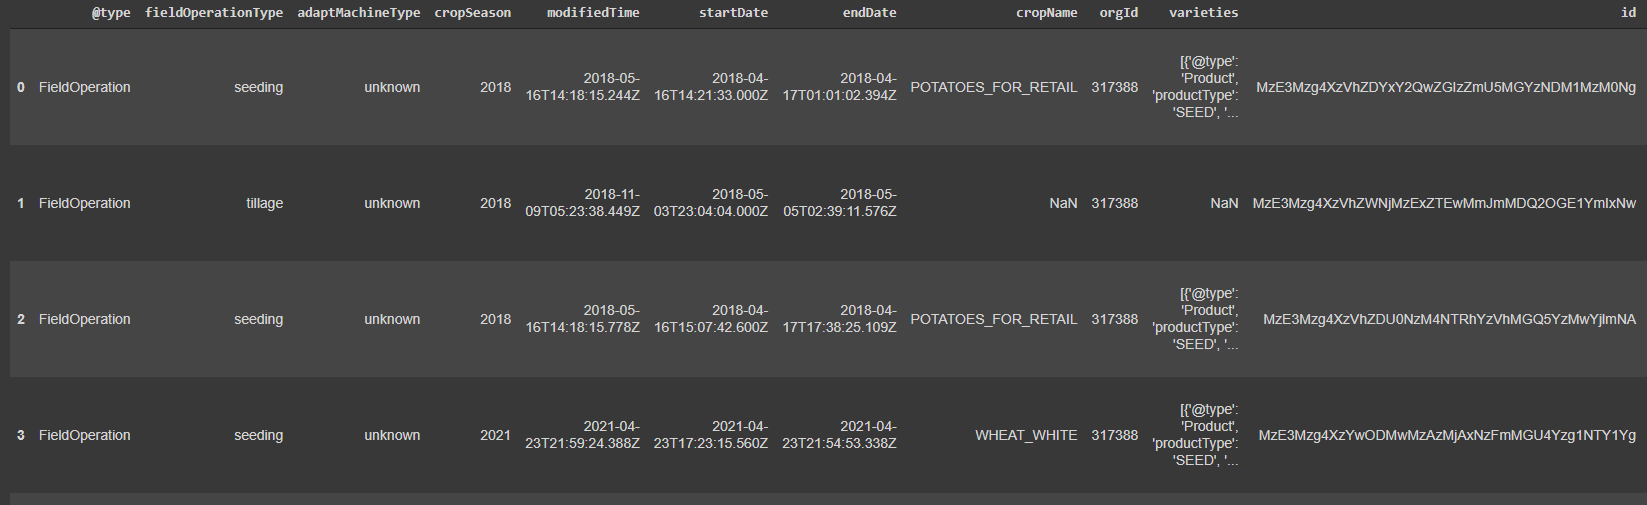 @type fieldOperationType adaptMachineType cropSeason modifiedTime startDate endDate cropName orgId varieties id
[{'@type':
2018-05- 2018-04- 2018-04- 'Product',
0 FieldOperation seeding unknown 2018 16T14:18:15.244Z 16T14:21:33.000Z 17T01:01:02.394Z POTATOES_FOR_RETAIL 317388 'productType': MzE3Mzg4XzVhZDYxY2QwZGIzZmU5MGYzNDM1MzM0Ng
'SEED', '...
2018-11- 2018-05- 2018-05-
1 FieldOperation tillage unknown 2018 09T05:23:38.449Z 03T23:04:04.000Z 05T02:39:11.576Z NaN 317388 NaN MzE3Mzg4XzVhZWNjMzExZTEwMmJmMDQ2OGE1YmIxNw
[{'@type':
2018-05- 2018-04- 2018-04- 'Product',
2 FieldOperation seeding unknown 2018 16T14:18:15.778Z 16T15:07:42.600Z 17T17:38:25.109Z POTATOES_FOR_RETAIL 317388 'productType': MzE3Mzg4XzVhZDU0NzM4NTRhYzVhMGQ5YzMwYjlmNA
'SEED', '...
[{'@type':
2021-04- 2021-04- 2021-04- 'Product',
3 FieldOperation seeding unknown 2021 23T21:59:24.388Z 23T17:23:15.560Z 23T21:54:53.338Z WHEAT_WHITE 317388 'productType': MzE3Mzg4XzYwODMwMzAzMjAxNzFmMGU4Yzg1NTY1Yg
'SEED', '...